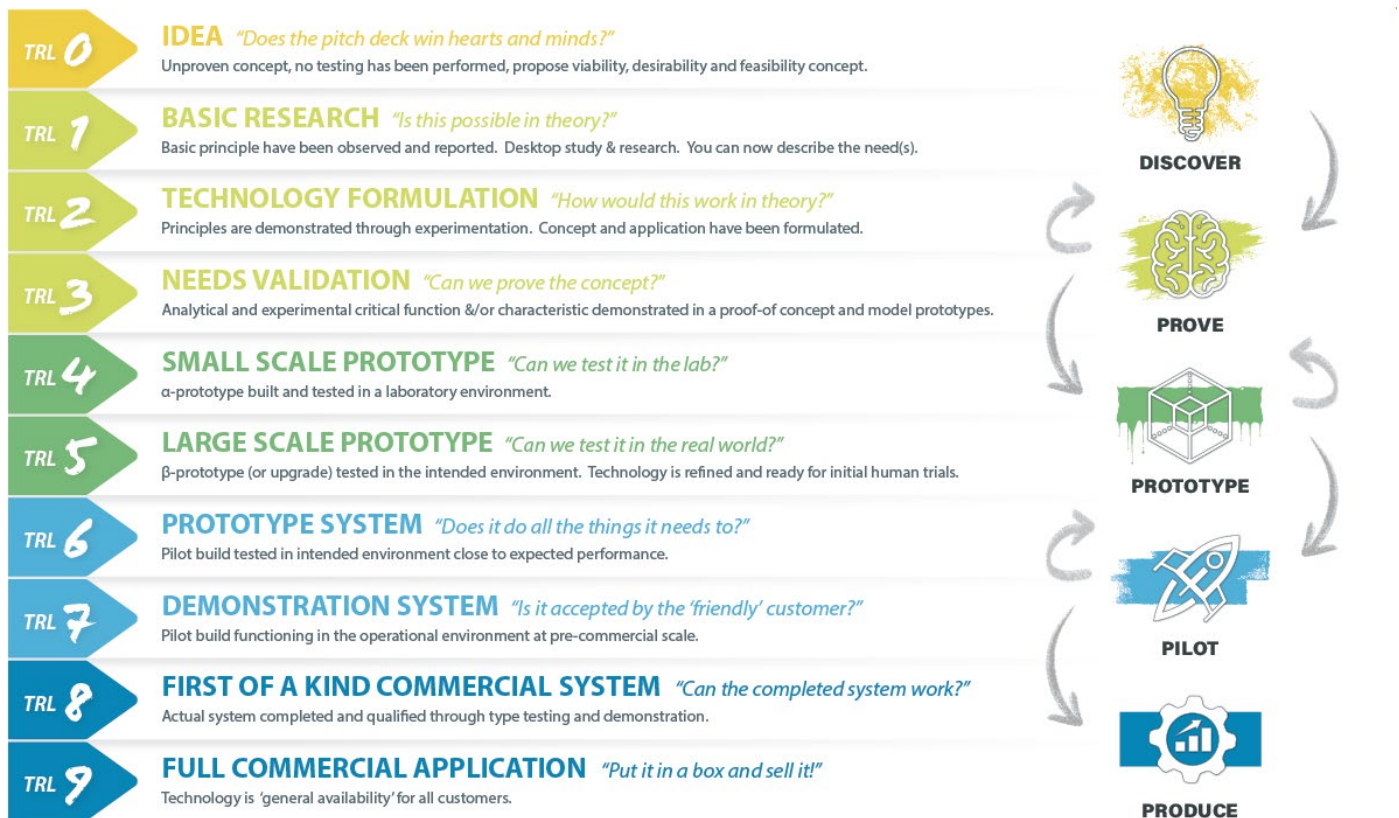 TRL 0
IDEA "Does the pitch deck win hearts and minds?"
Unproven concept, no testing has been performed, propose viability, desirability and feasibility concept.
TRL 1
BASIC RESEARCH "Is this possible in theory?"
Basic principle have been observed and reported. Desktop study & research. You can now describe the need(s).
TRL 2
TECHNOLOGY FORMULATION "How would this work in theory?"
Principles are demonstrated through experimentation. Concept and application have been formulated.
TRL 3
NEEDS VALIDATION "Can we prove the concept?"
Analytical and experimental critical function &/or characteristic demonstrated in a proof-of concept and model prototypes.
TRL 4
SMALL SCALE PROTOTYPE "Can we test it in the lab?"
α-prototype built and tested in a laboratory environment.
TRL 5
LARGE SCALE PROTOTYPE "Can we test it in the real world?"
β-prototype (or upgrade) tested in the intended environment. Technology is refined and ready for initial human trials.
TRL 6
PROTOTYPE SYSTEM "Does it do all the things it needs to?"
Pilot build tested in intended environment close to expected performance.
TRL 7
DEMONSTRATION SYSTEM "Is it accepted by the 'friendly' customer?"
Pilot build functioning in the operational environment at pre-commercial scale.
TRL 8
FIRST OF A KIND COMMERCIAL SYSTEM "Can the completed system work?"
Actual system completed and qualified through type testing and demonstration.
TRL 9
FULL COMMERCIAL APPLICATION "Put it in a box and sell it!"
Technology is 'general availability' for all customers.
DISCOVER
PROVE
PROTOTYPE
PILOT
PRODUCE